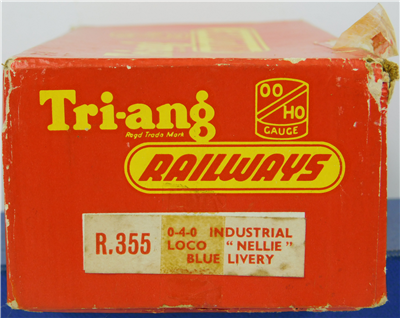 Tri-ang
Regd Trade Mark
OO
HO
GAUGE
RAILWAYS
R.355
0-4-0 INDUSTRIAL
LOCO "NELLIE"
BLUE LIVERY